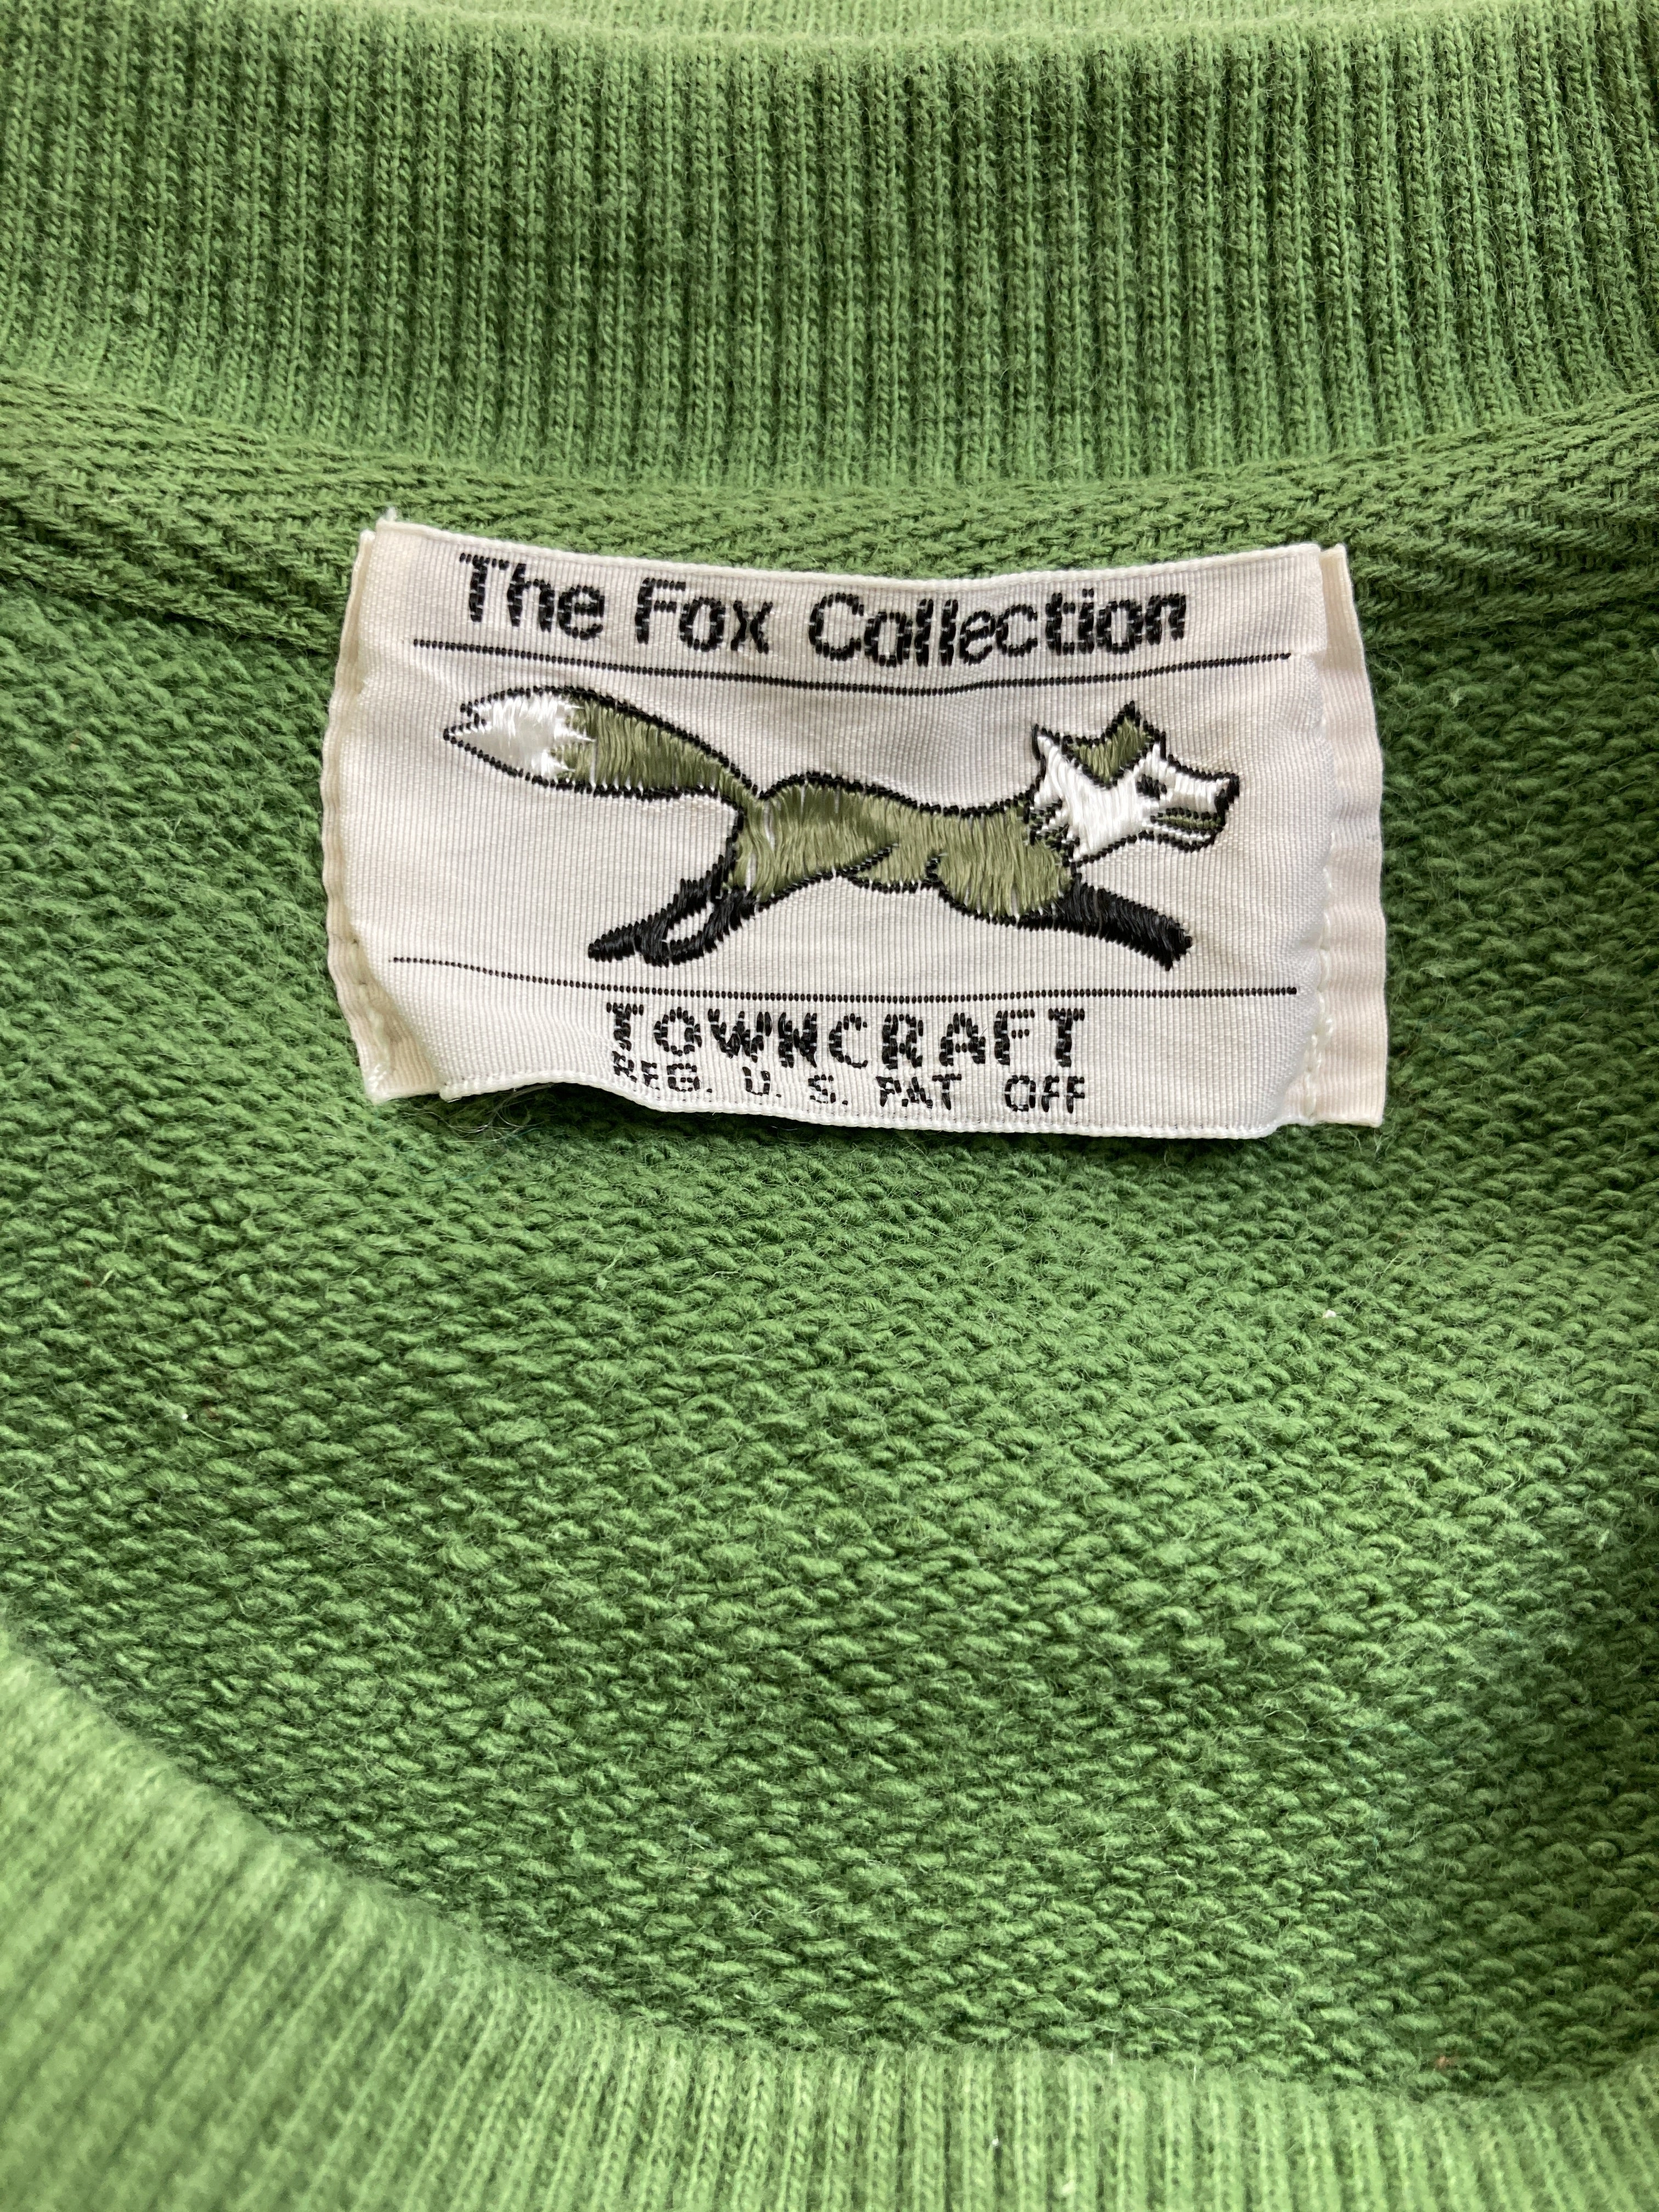 The Fox Collection
TOWNCRAFT
REG. U. S. PAT OFF